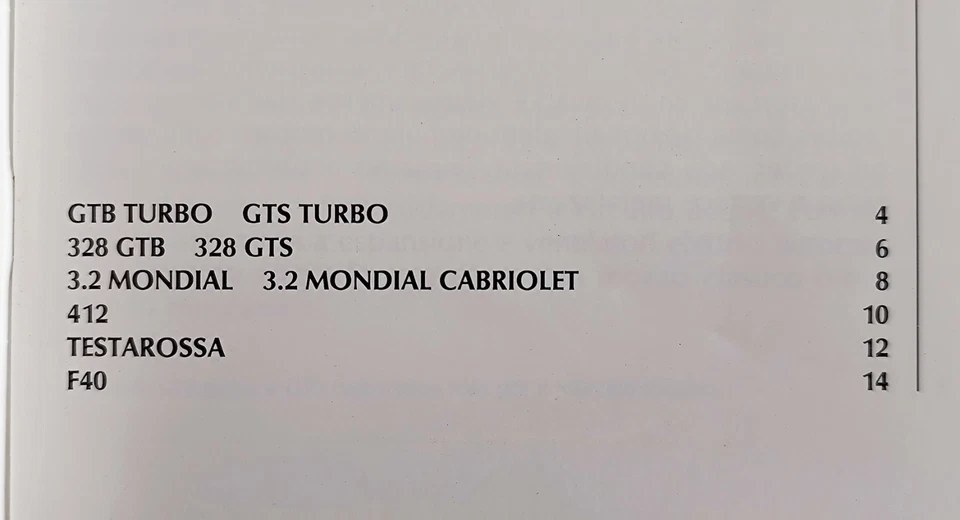 GTB TURBO GTS TURBO 4
328 GTB 328 GTS 6
3.2 MONDIAL 3.2 MONDIAL CABRIOLET 8
412 10
TESTAROSSA 12
F40 14